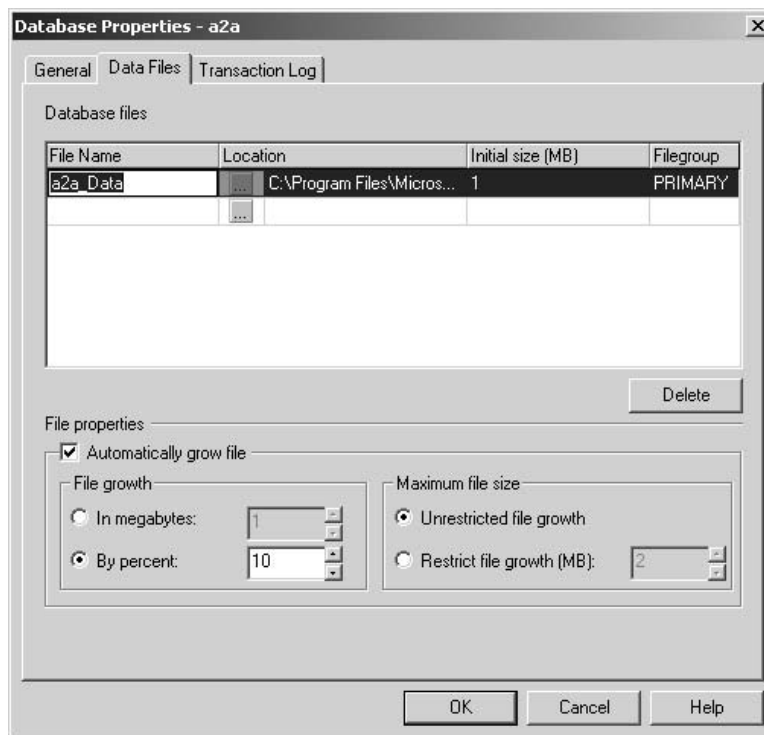 Database Properties - a2a
General Data Files Transaction Log
Database files
File Name Location Initial size (MB) Filegroup
a2a_Data ... C:\Program Files\Micros... 1 PRIMARY
...
Delete
File properties
Automatically grow file
File growth Maximum file size
In megabytes: 1 Unrestricted file growth
By percent: 10 Restrict file growth (MB): 2
OK Cancel Help